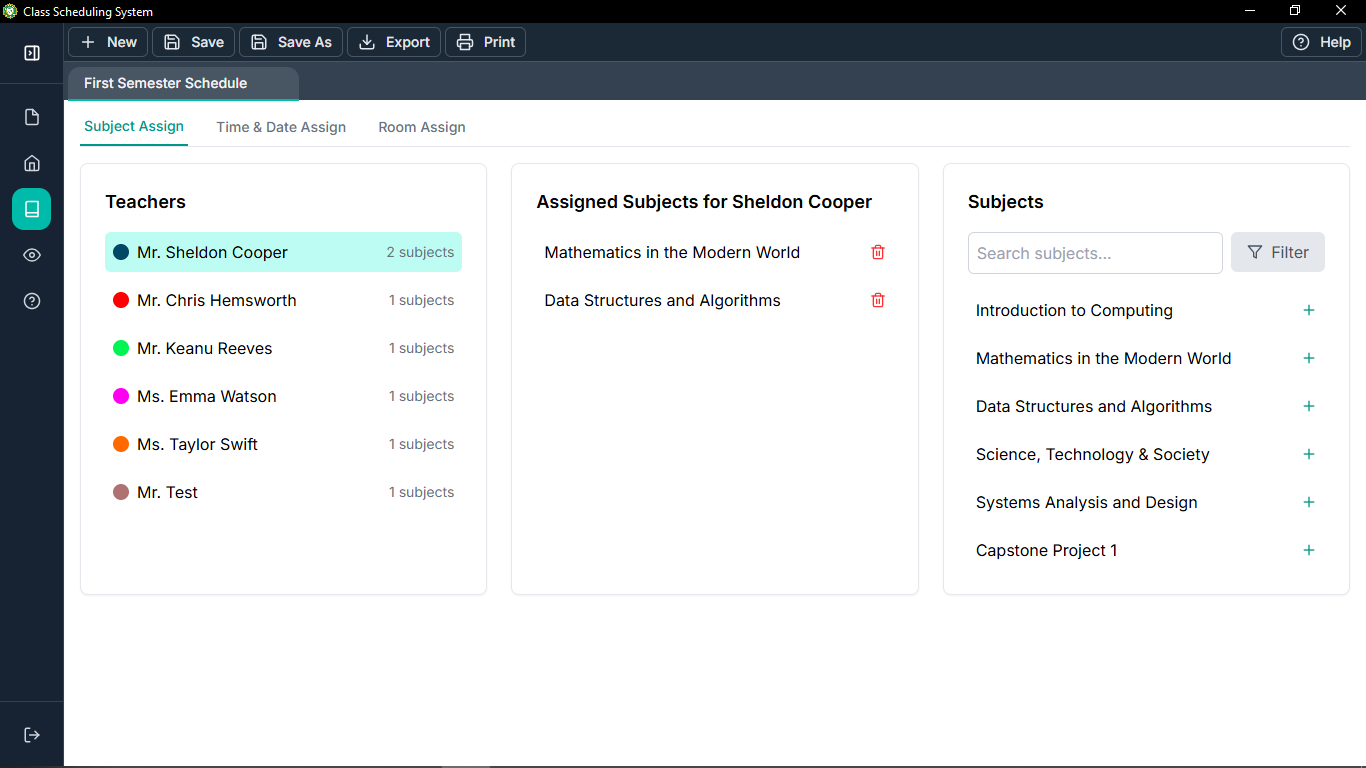 Class Scheduling System
New Save Save As Export Print Help
First Semester Schedule
Subject Assign Time & Date Assign Room Assign
Teachers
Mr. Sheldon Cooper 2 subjects
Mr. Chris Hemsworth 1 subjects
Mr. Keanu Reeves 1 subjects
Ms. Emma Watson 1 subjects
Ms. Taylor Swift 1 subjects
Mr. Test 1 subjects
Assigned Subjects for Sheldon Cooper
Mathematics in the Modern World
Data Structures and Algorithms
Subjects
Search subjects... Filter
Introduction to Computing
Mathematics in the Modern World
Data Structures and Algorithms
Science, Technology & Society
Systems Analysis and Design
Capstone Project 1